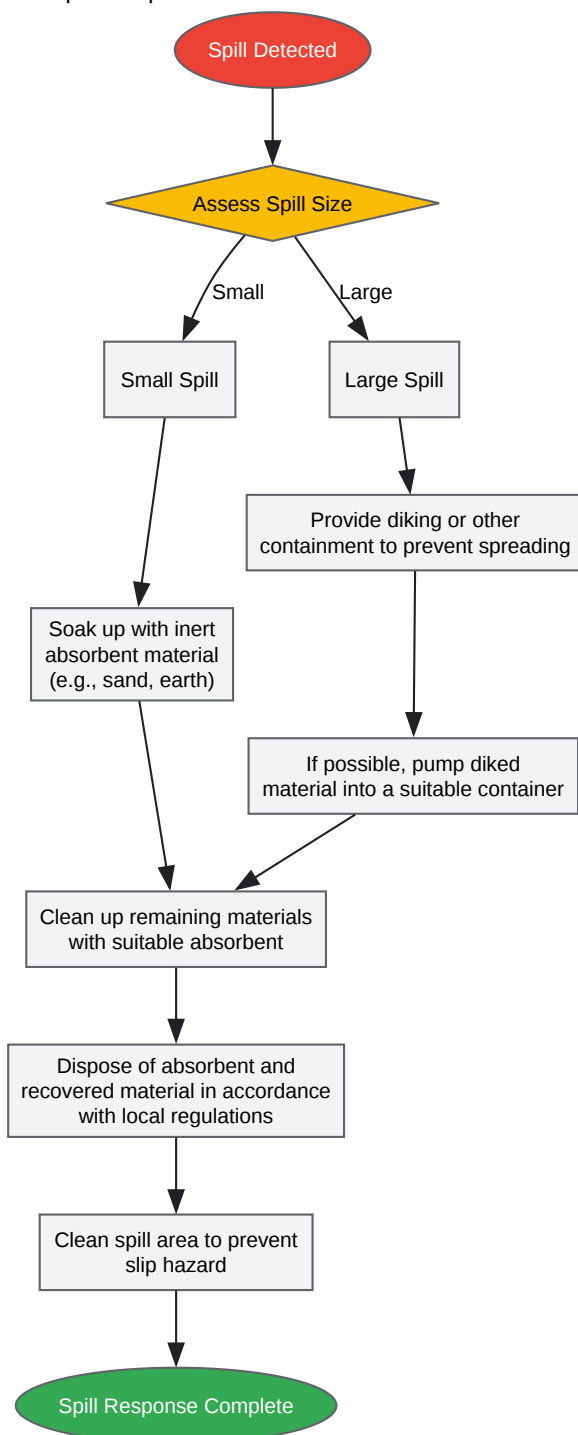 Spill Detected
Assess Spill Size
Small
Large
Small Spill
Large Spill
Provide diking or other
containment to prevent spreading
Soak up with inert
absorbent material
(e.g., sand, earth)
If possible, pump diked
material into a suitable container
Clean up remaining materials
with suitable absorbent
Dispose of absorbent and
recovered material in accordance
with local regulations
Clean spill area to prevent
slip hazard
Spill Response Complete